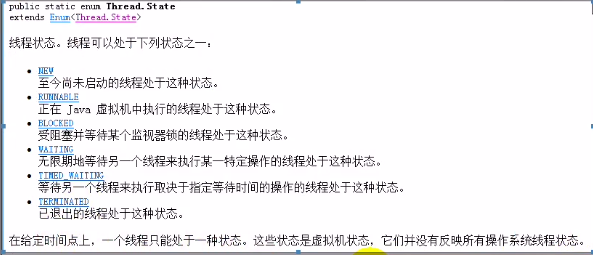 public static enum Thread.State
extends Enum<Thread.State>
线程状态。线程可以处于下列状态之一：
NEW
至今尚未启动的线程处于这种状态。
RUNNABLE
正在 Java 虚拟机中执行的线程处于这种状态。
BLOCKED
受阻塞并等待某个监视器锁的线程处于这种状态。
WAITING
无限期地等待另一个线程来执行某一特定操作的线程处于这种状态。
TIMED_WAITING
等待另一个线程来执行取决于指定等待时间的操作的线程处于这种状态。
TERMINATED
已退出的线程处于这种状态。
在给定时间点上，一个线程只能处于一种状态。这些状态是虚拟机状态，它们并没有反映所有操作系统线程状态。